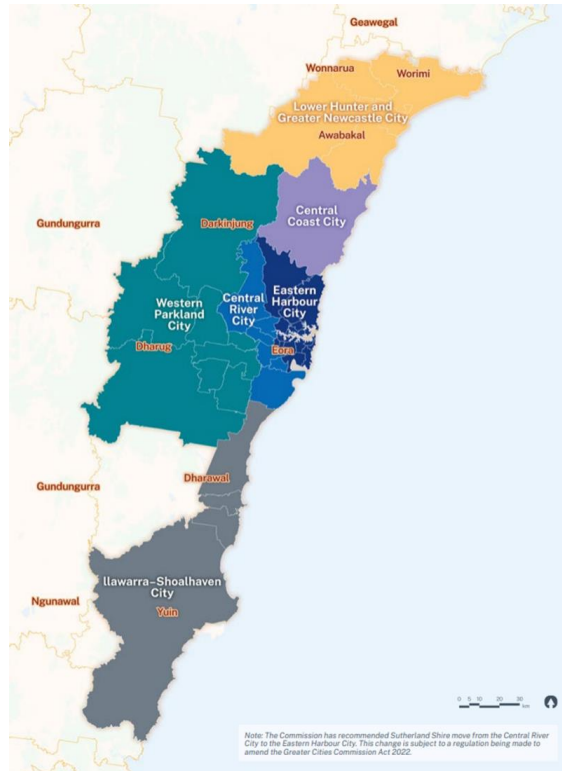 Geawegal
Wonnarua
Worimi
Lower Hunter and
Greater Newcastle City
Awabakal
Central
Coast City
Gundungurra
Darkinjung
Western
Parkland
City
Central
River
City
Eastern
Harbour
City
Dharug
Eora
Gundungurra
Dharawal
llawarra–Shoalhaven
City
Ngunawal
Yuin
0 5 10 20 30
km
Note: The Commission has recommended Sutherland Shire move from the Central River
City to the Eastern Harbour City. This change is subject to a regulation being made to
amend the Greater Cities Commission Act 2022.